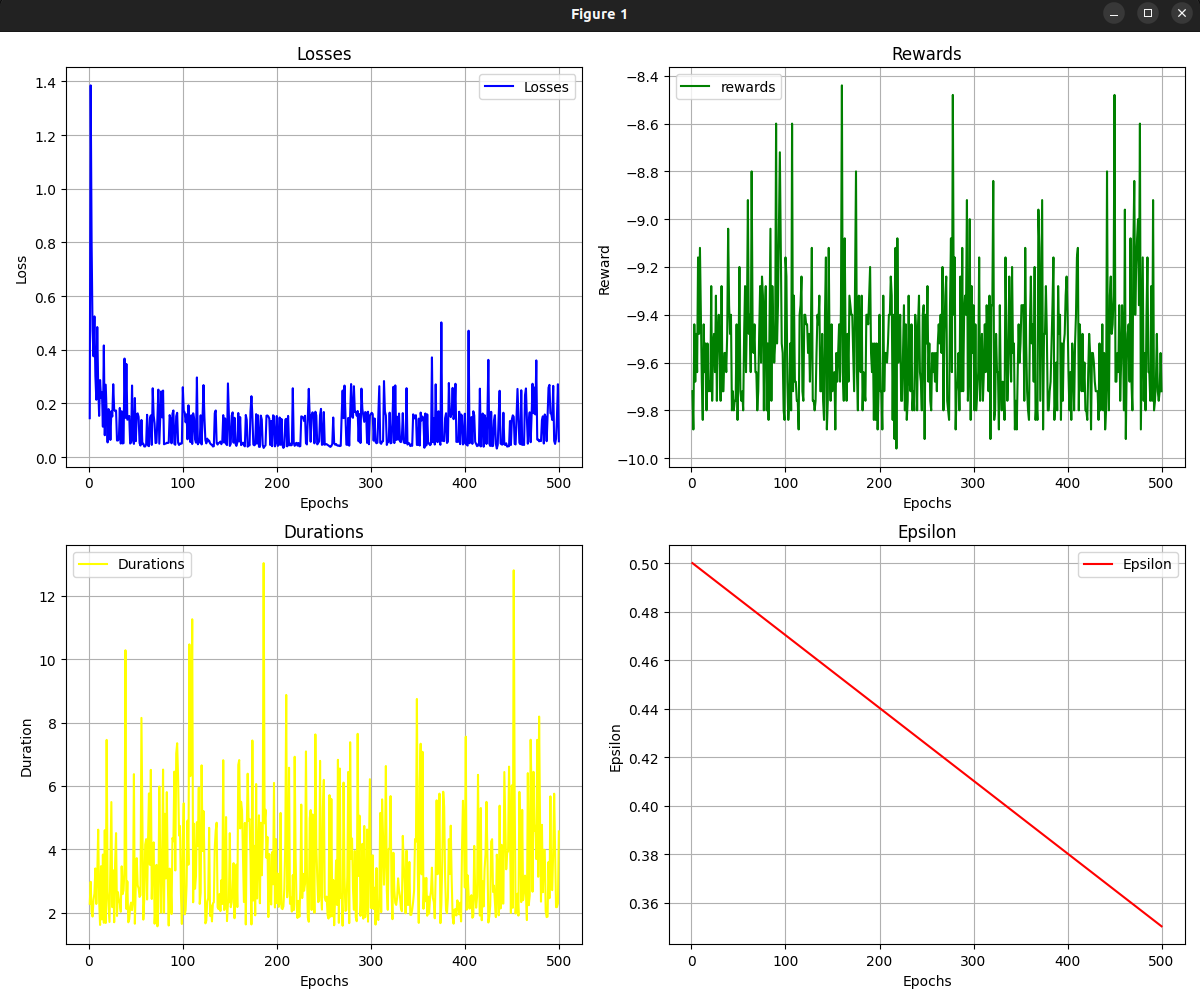 Figure 1
Losses
Losses
1.4
1.2
1.0
0.8
0.6
0.4
0.2
0.0
Loss
0 100 200 300 400 500
Epochs
Rewards
rewards
−8.4
−8.6
−8.8
−9.0
−9.2
−9.4
−9.6
−9.8
−10.0
Reward
0 100 200 300 400 500
Epochs
Durations
Durations
12
10
8
6
4
2
Duration
0 100 200 300 400 500
Epochs
Epsilon
Epsilon
0.50
0.48
0.46
0.44
0.42
0.40
0.38
0.36
Epsilon
0 100 200 300 400 500
Epochs